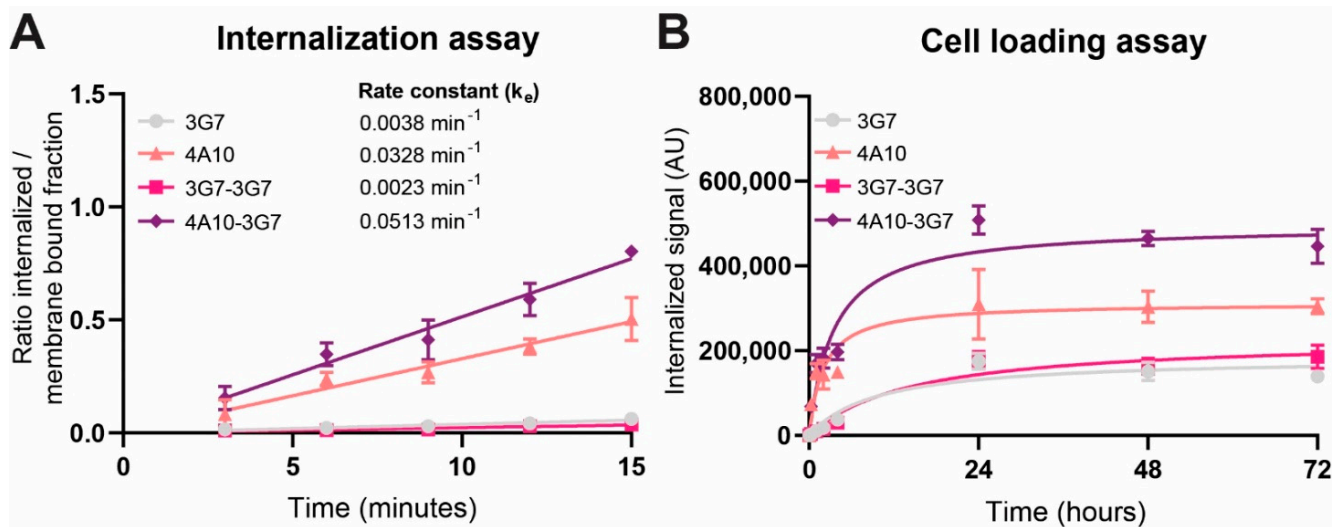 A
Internalization assay
Ratio internalized /
membrane bound fraction
1.5
1.0
0.5
0.0
Rate constant (kₑ)
3G7 0.0038 min⁻¹
4A10 0.0328 min⁻¹
3G7-3G7 0.0023 min⁻¹
4A10-3G7 0.0513 min⁻¹
0 5 10 15
Time (minutes)
B
Cell loading assay
Internalized signal (AU)
800,000
600,000
400,000
200,000
0
3G7
4A10
3G7-3G7
4A10-3G7
0 24 48 72
Time (hours)